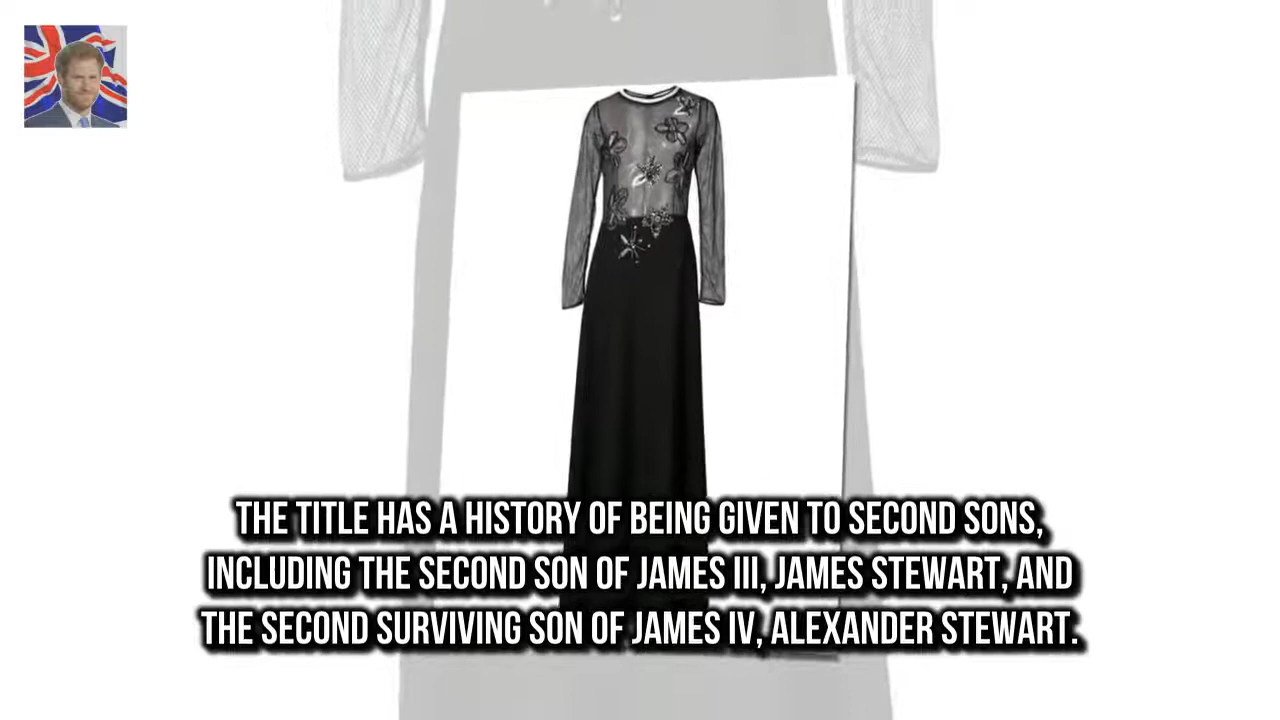 THE TITLE HAS A HISTORY OF BEING GIVEN TO SECOND SONS,
INCLUDING THE SECOND SON OF JAMES III, JAMES STEWART, AND
THE SECOND SURVIVING SON OF JAMES IV, ALEXANDER STEWART.